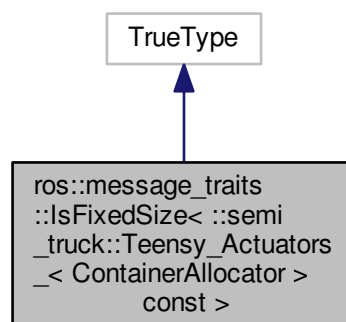 TrueType
ros::message_traits
::IsFixedSize< ::semi
_truck::Teensy_Actuators
_< ContainerAllocator >
const >